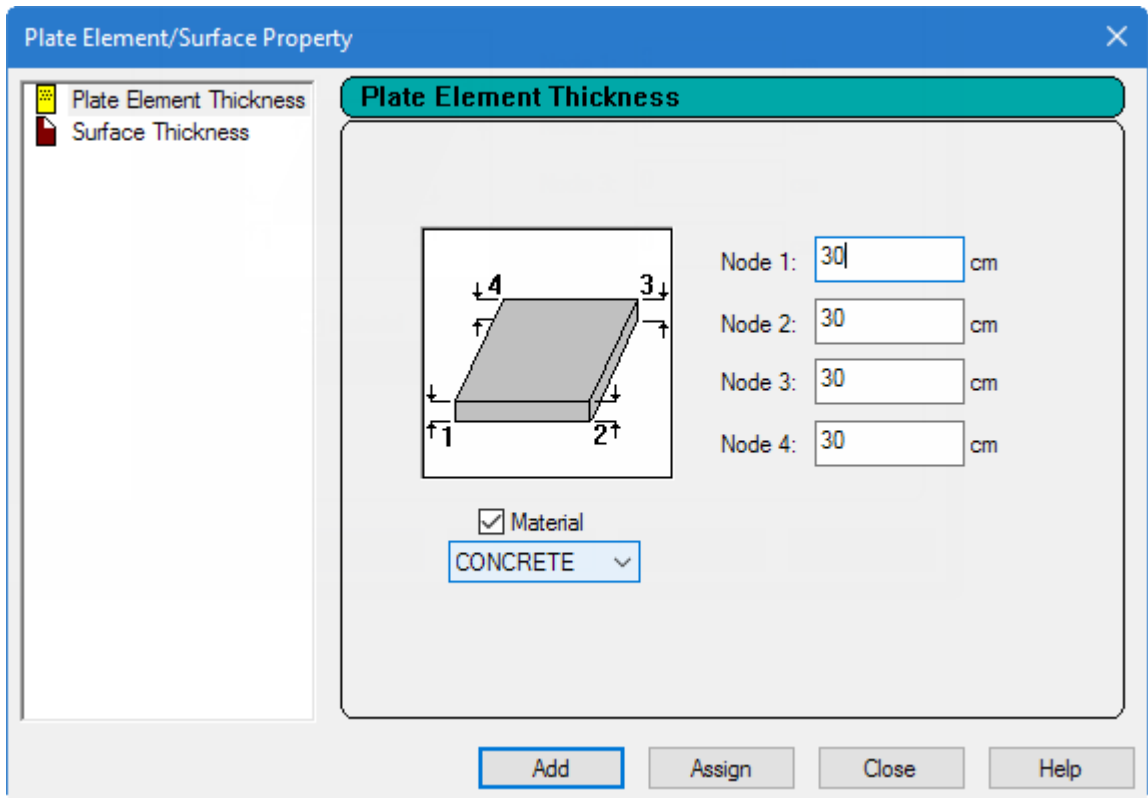 Plate Element/Surface Property
Plate Element Thickness
Surface Thickness
Plate Element Thickness
4 3
1 2
Node 1: 30 cm
Node 2: 30 cm
Node 3: 30 cm
Node 4: 30 cm
Material
CONCRETE
Add Assign Close Help